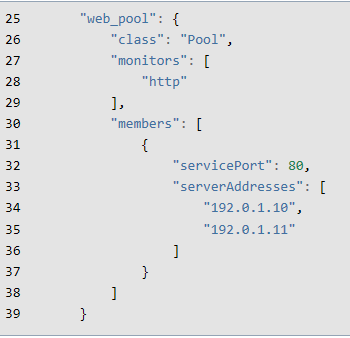 25 "web_pool": {
26 "class": "Pool",
27 "monitors": [
28 "http"
29 ],
30 "members": [
31 {
32 "servicePort": 80,
33 "serverAddresses": [
34 "192.0.1.10",
35 "192.0.1.11"
36 ]
37 }
38 ]
39 }